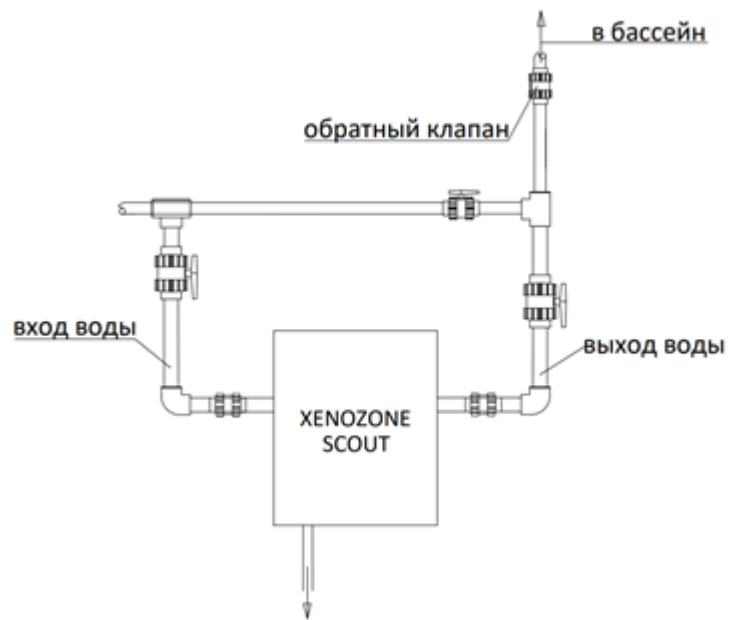 в бассейн
обратный клапан
вход воды
выход воды
XENOZONE
SCOUT